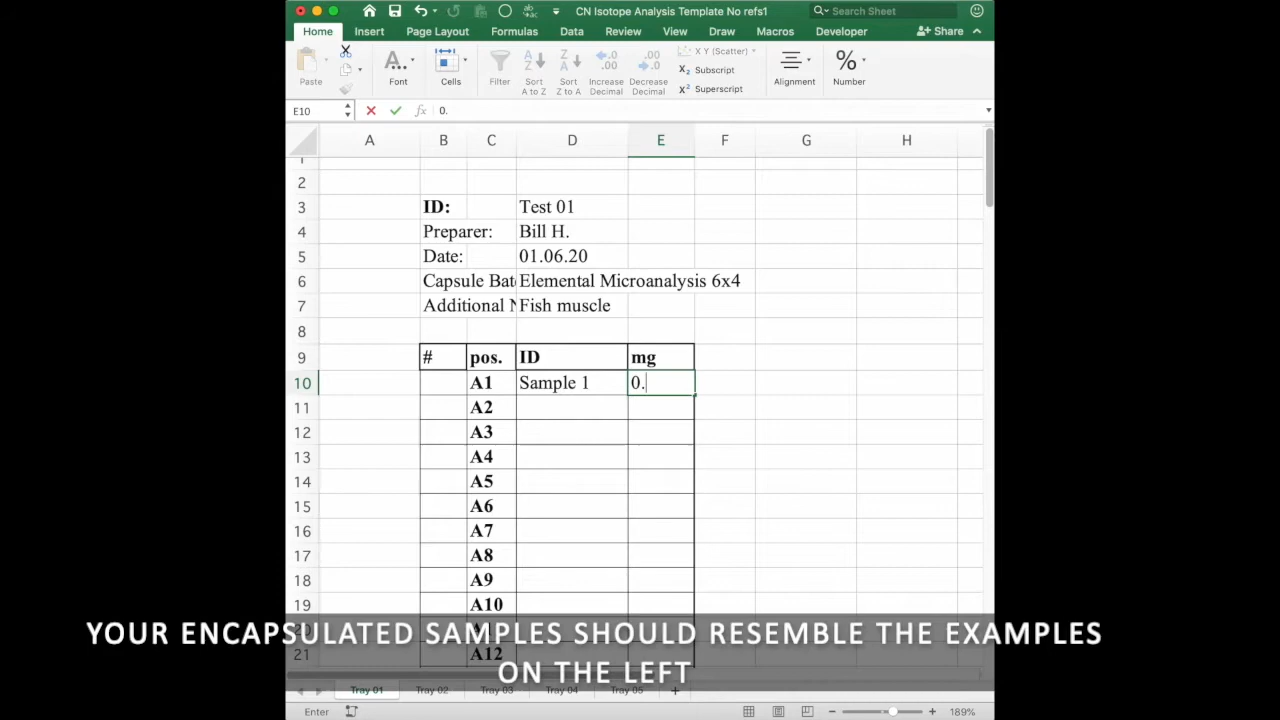 CN Isotope Analysis Template No refs1
Search Sheet
Home Insert Page Layout Formulas Data Review View Draw Macros Developer Share
Paste Font Cells Filter Sort A to Z Sort Z to A Increase Decimal Decrease Decimal X Y (Scatter) Subscript Superscript Alignment Number
E10 fx 0.
A B C D E F G H
1
2
3 ID: Test 01
4 Preparer: Bill H.
5 Date: 01.06.20
6 Capsule Bat Elemental Microanalysis 6x4
7 Additional N Fish muscle
8
9 # pos. ID mg
10 A1 Sample 1 0.
11 A2
12 A3
13 A4
14 A5
15 A6
16 A7
17 A8
18 A9
19 A10
YOUR ENCAPSULATED SAMPLES SHOULD RESEMBLE THE EXAMPLES
21 A12
ON THE LEFT
Tray 01 Tray 02 Tray 03 Tray 04 Tray 05 +
Enter 189%